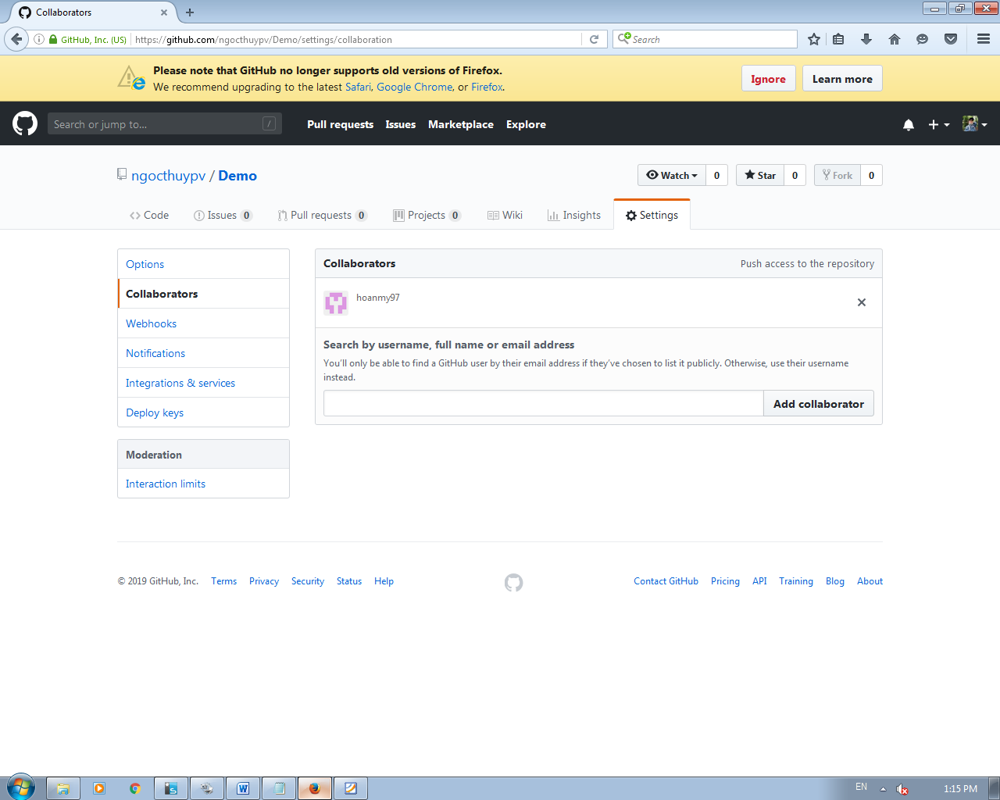 Collaborators
GitHub, Inc. (US)
https://github.com/ngocthuypv/Demo/settings/collaboration
Search
Please note that GitHub no longer supports old versions of Firefox.
We recommend upgrading to the latest Safari, Google Chrome, or Firefox.
Ignore
Learn more
Search or jump to...
/
Pull requests Issues Marketplace Explore
ngocthuypv / Demo
Watch 0
Star 0
Fork 0
Code
Issues 0
Pull requests 0
Projects 0
Wiki
Insights
Settings
Options
Collaborators
Webhooks
Notifications
Integrations & services
Deploy keys
Moderation
Interaction limits
Collaborators
Push access to the repository
hoanmy97
Search by username, full name or email address
You'll only be able to find a GitHub user by their email address if they've chosen to list it publicly. Otherwise, use their username
instead.
Add collaborator
© 2019 GitHub, Inc. Terms Privacy Security Status Help
Contact GitHub Pricing API Training Blog About
EN
1:15 PM